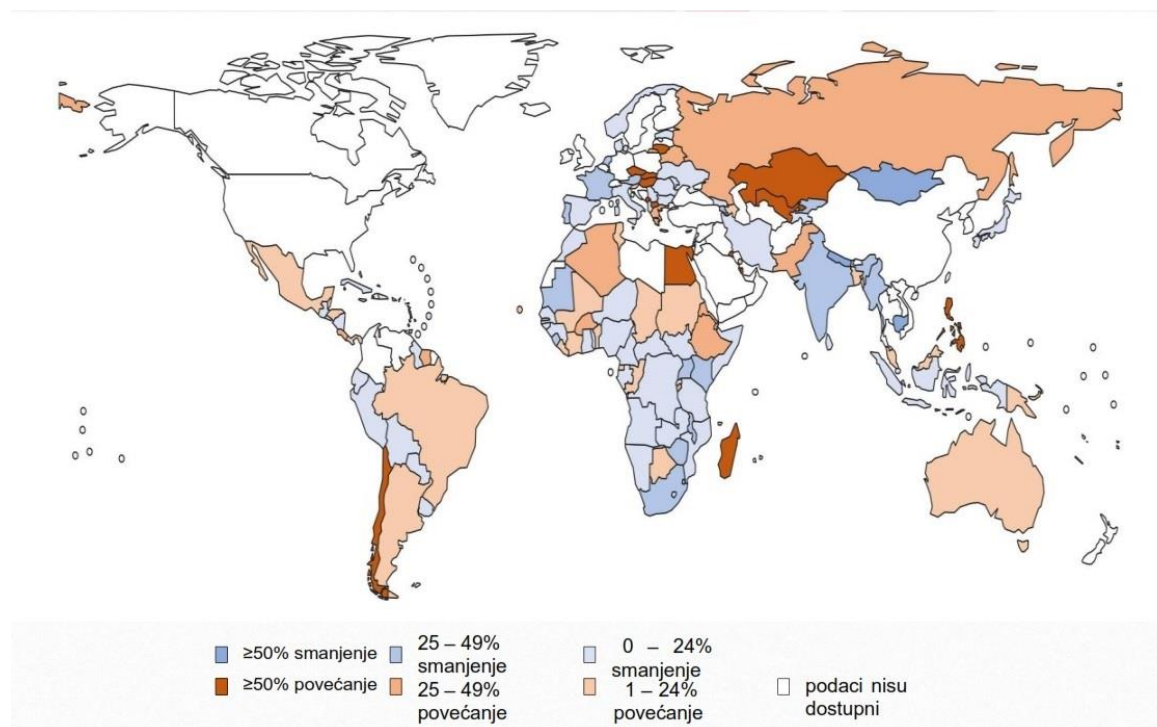 ≥50% smanjenje
25 – 49%
smanjenje
0 – 24%
smanjenje
≥50% povećanje
25 – 49%
povećanje
1 – 24%
povećanje
podaci nisu
dostupni